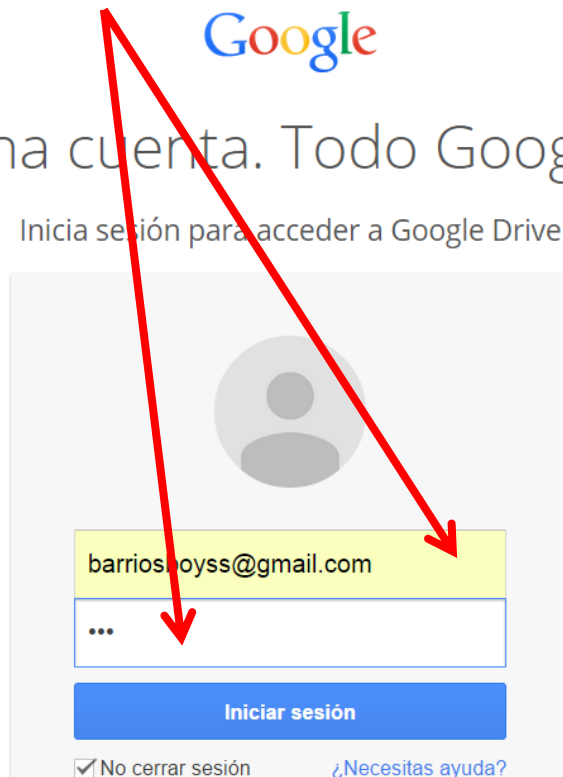 Google
na cuenta. Todo Goog
Inicia sesión para acceder a Google Drive
barriosboyss@gmail.com
•••
Iniciar sesión
No cerrar sesión ¿Necesitas ayuda?